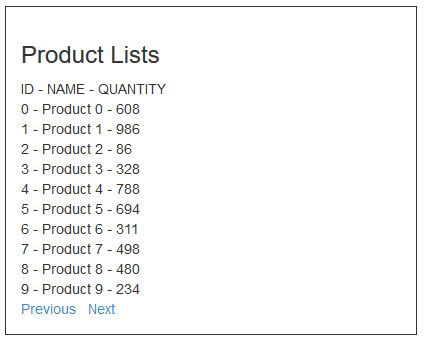 Product Lists
ID - NAME - QUANTITY
0 - Product 0 - 608
1 - Product 1 - 986
2 - Product 2 - 86
3 - Product 3 - 328
4 - Product 4 - 788
5 - Product 5 - 694
6 - Product 6 - 311
7 - Product 7 - 498
8 - Product 8 - 480
9 - Product 9 - 234
Previous Next